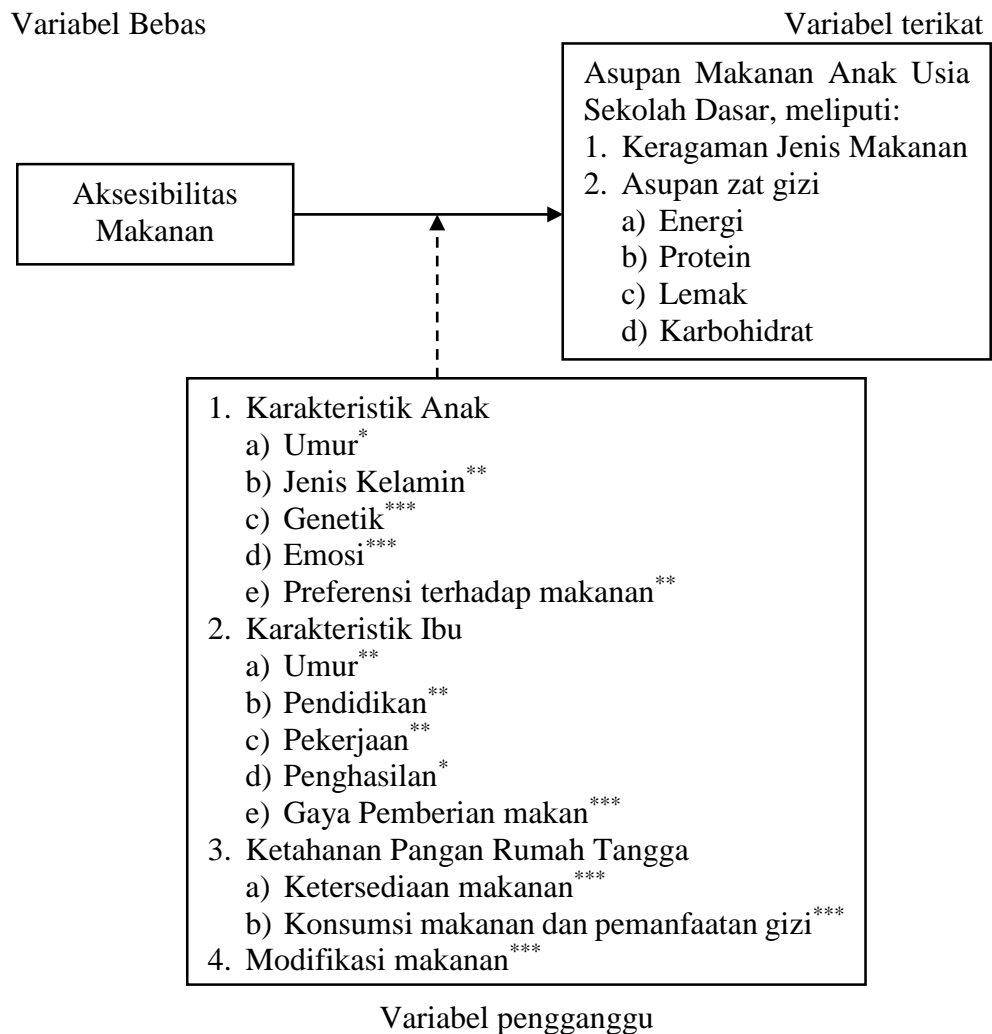 Variabel Bebas
Variabel terikat
Asupan Makanan Anak Usia
Sekolah Dasar, meliputi:
1. Keragaman Jenis Makanan
2. Asupan zat gizi
a) Energi
b) Protein
c) Lemak
d) Karbohidrat
Aksesibilitas
Makanan
1. Karakteristik Anak
a) Umur*
b) Jenis Kelamin**
c) Genetik***
d) Emosi***
e) Preferensi terhadap makanan**
2. Karakteristik Ibu
a) Umur**
b) Pendidikan**
c) Pekerjaan**
d) Penghasilan*
e) Gaya Pemberian makan***
3. Ketahanan Pangan Rumah Tangga
a) Ketersediaan makanan***
b) Konsumsi makanan dan pemanfaatan gizi***
4. Modifikasi makanan***
Variabel pengganggu